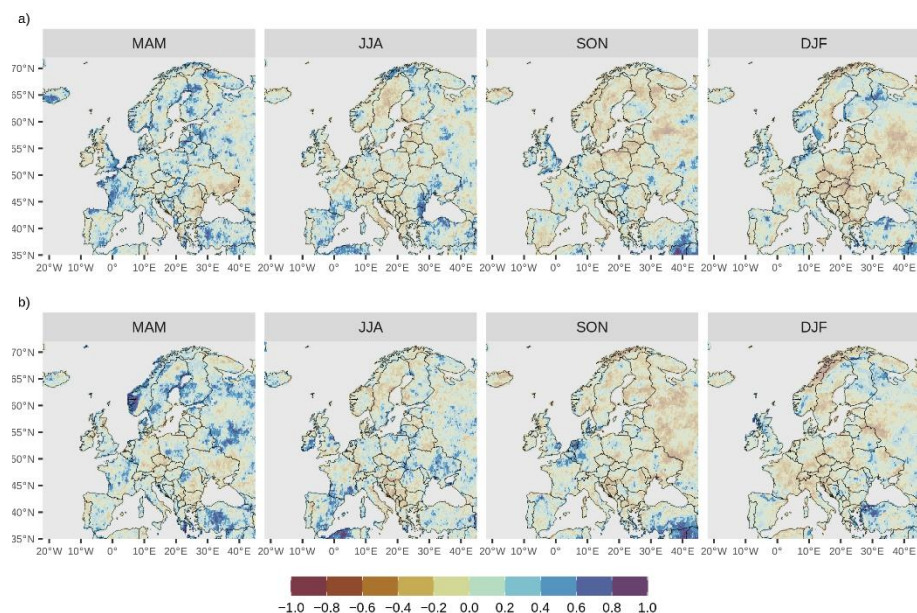 a)
MAM JJA SON DJF
70°N
65°N
60°N
55°N
50°N
45°N
40°N
35°N
20°W 10°W 0° 10°E 20°E 30°E 40°E 20°W 10°W 0° 10°E 20°E 30°E 40°E 20°W 10°W 0° 10°E 20°E 30°E 40°E 20°W 10°W 0° 10°E 20°E 30°E 40°E
b)
MAM JJA SON DJF
70°N
65°N
60°N
55°N
50°N
45°N
40°N
35°N
20°W 10°W 0° 10°E 20°E 30°E 40°E 20°W 10°W 0° 10°E 20°E 30°E 40°E 20°W 10°W 0° 10°E 20°E 30°E 40°E 20°W 10°W 0° 10°E 20°E 30°E 40°E
−1.0 −0.8 −0.6 −0.4 −0.2 0.0 0.2 0.4 0.6 0.8 1.0